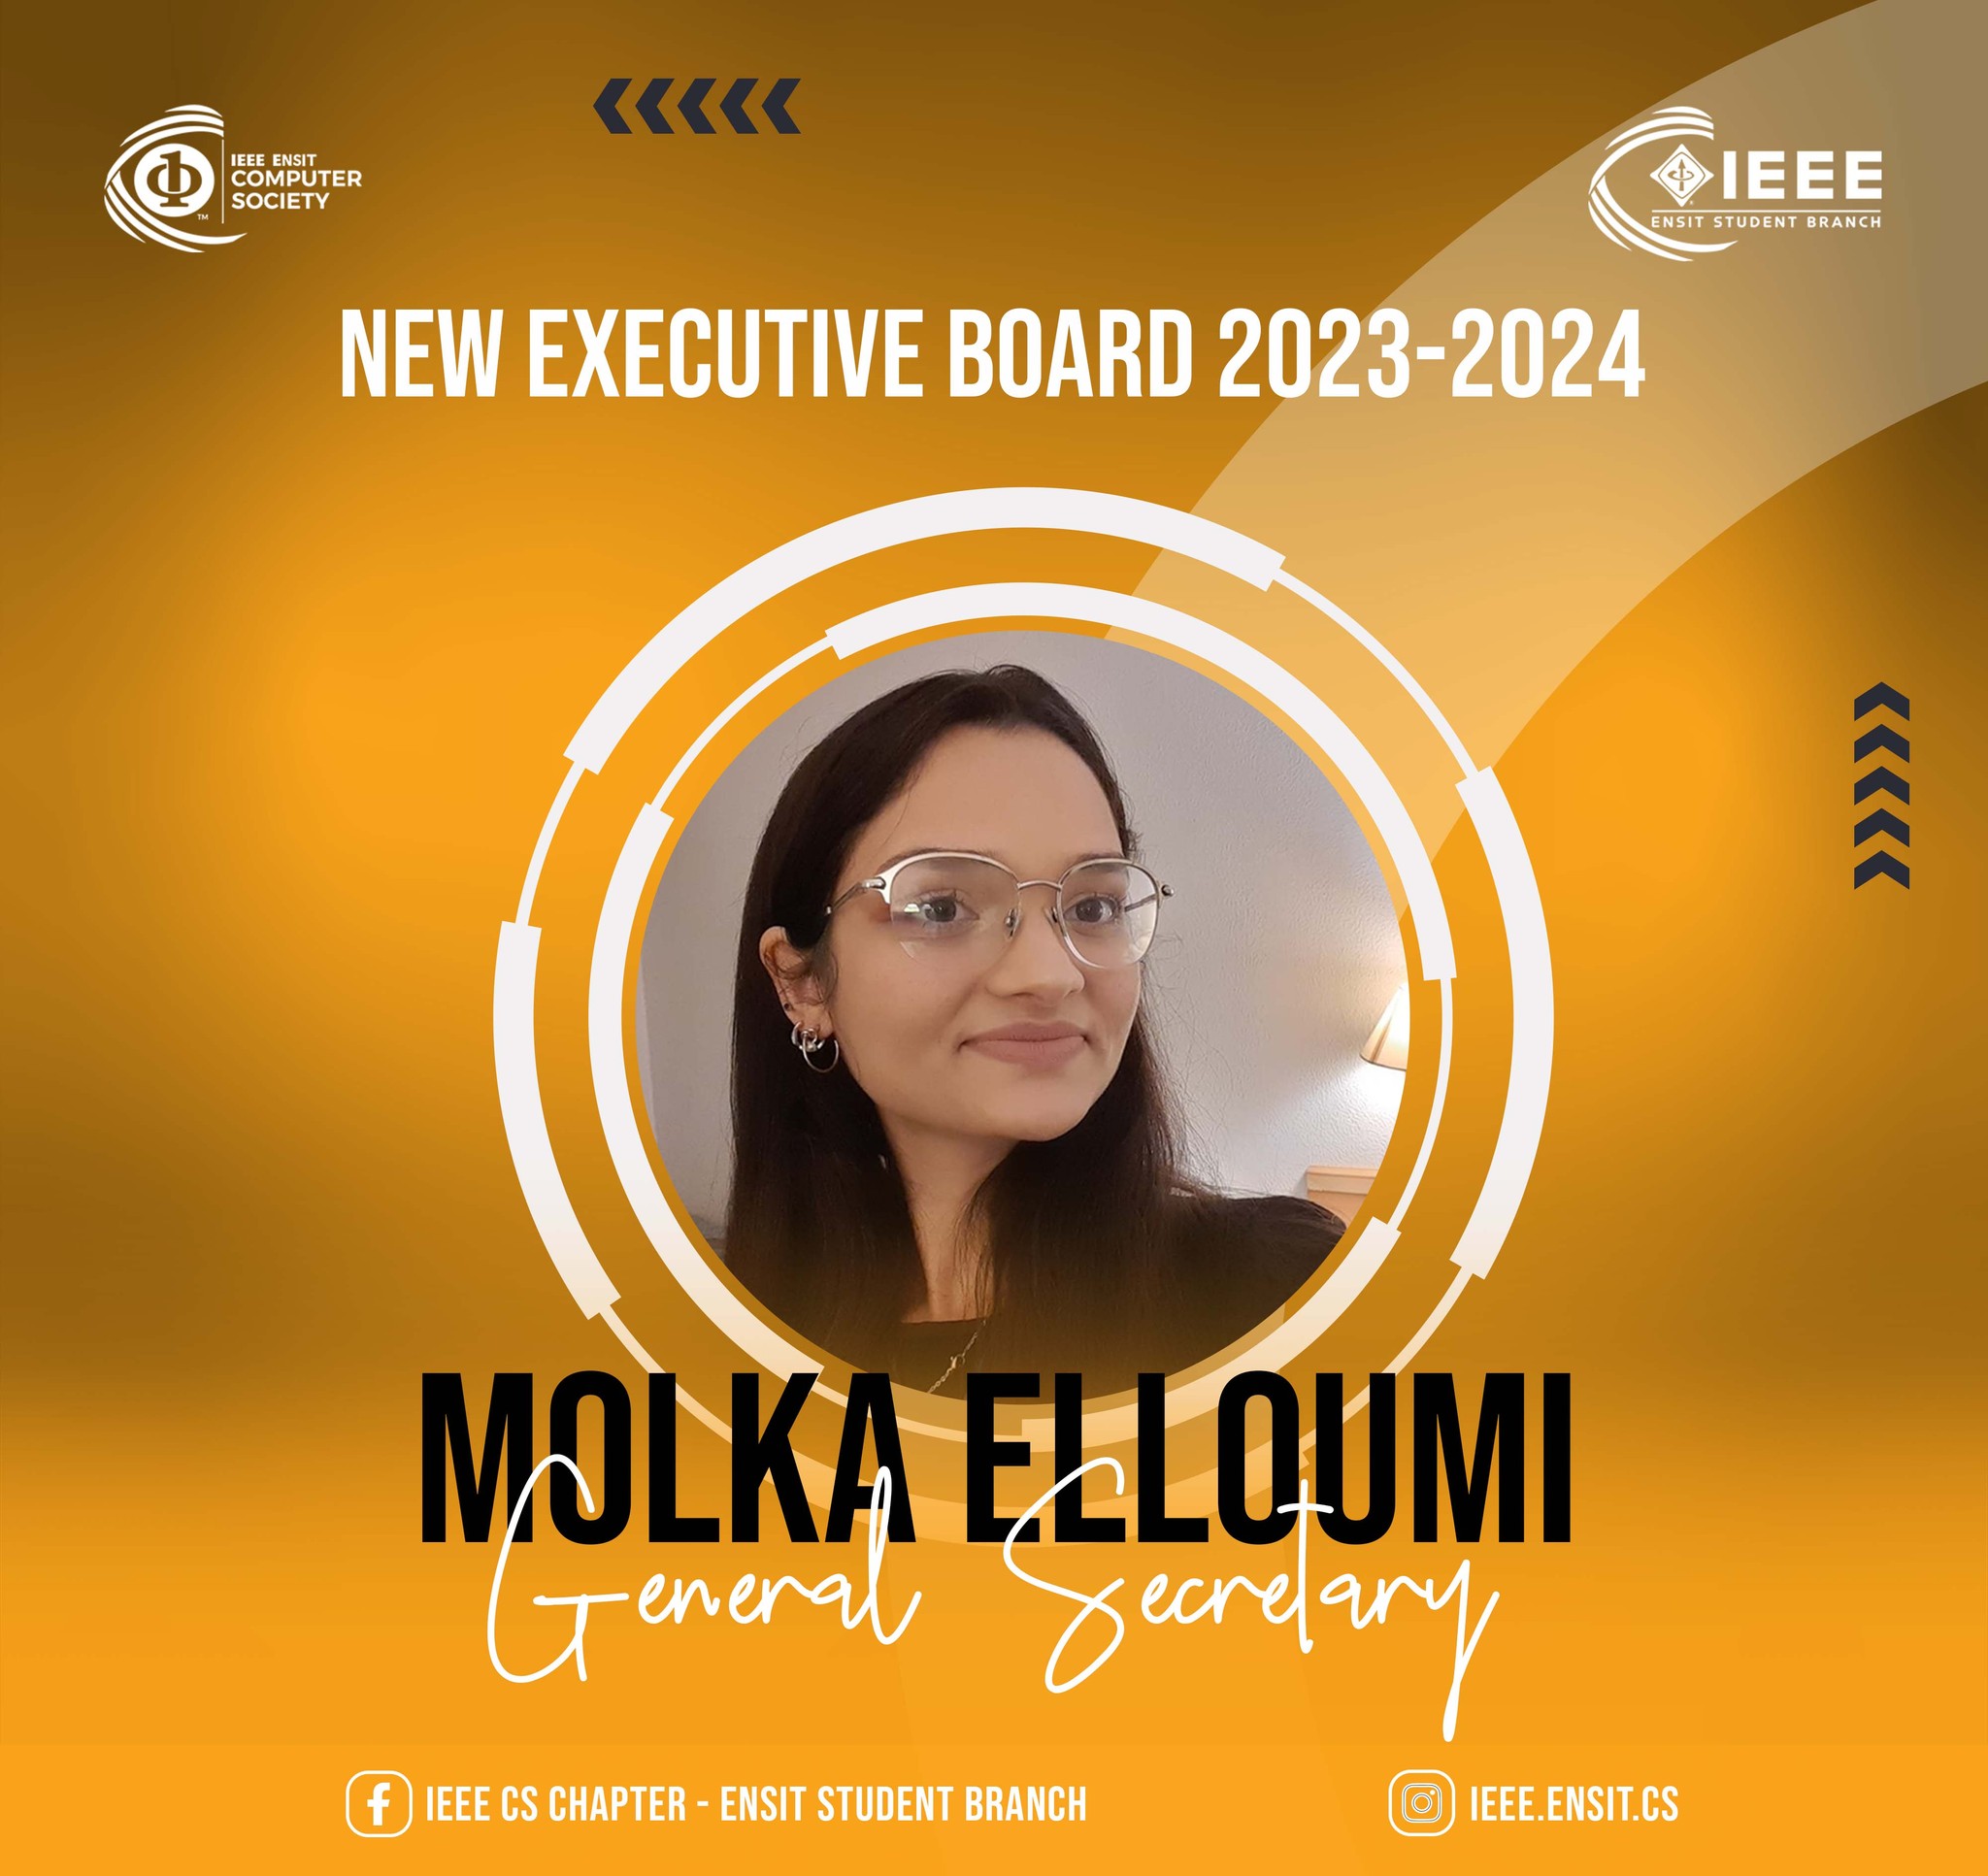 IEEE ENSIT
COMPUTER
SOCIETY
TM
IEEE
ENSIT STUDENT BRANCH
NEW EXECUTIVE BOARD 2023-2024
MOLKA ELLOUMI
General Secretary
IEEE CS CHAPTER - ENSIT STUDENT BRANCH
IEEE.ENSIT.CS